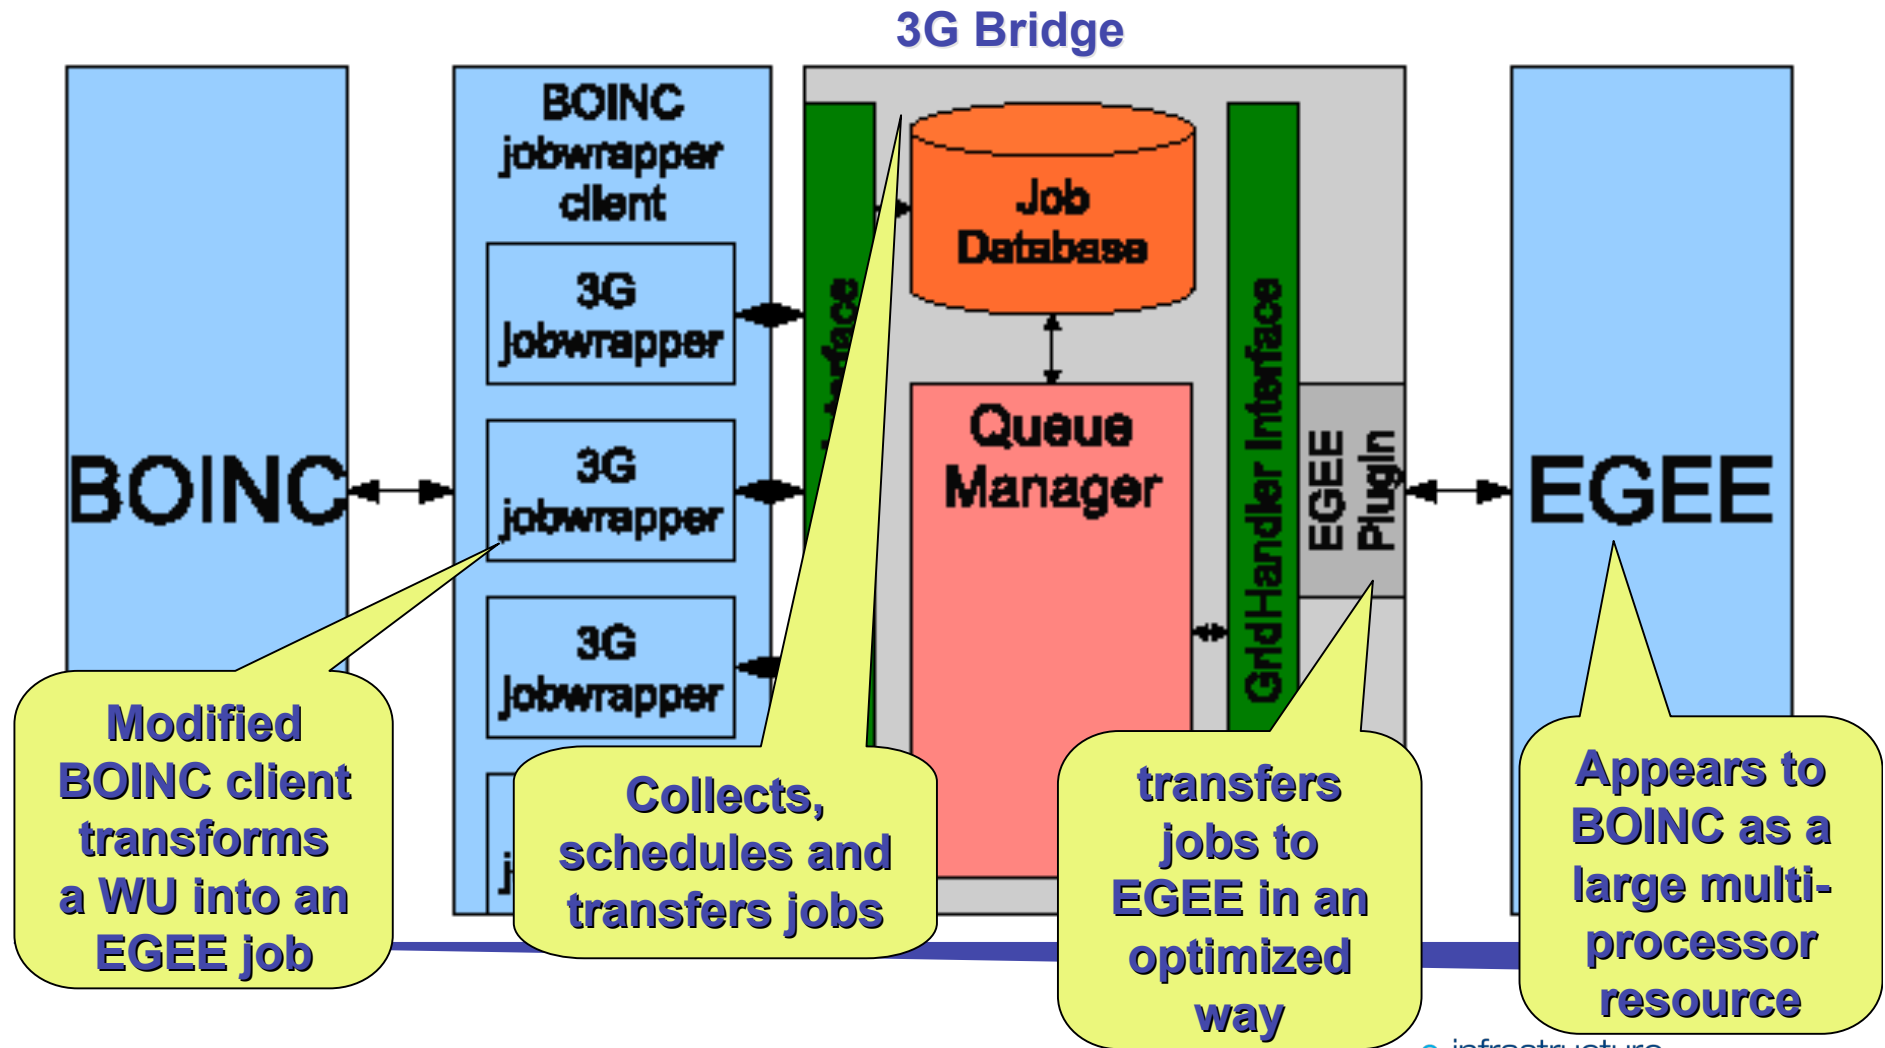 3G Bridge
BOINC
BOINC
jobwrapper
client
3G
jobwrapper
3G
jobwrapper
3G
jobwrapper
Job
Database
Queue
Manager
GridHandler Interface
EGEE
Plugin
EGEE
Modified
BOINC client
transforms
a WU into an
EGEE job
Collects,
schedules and
transfers jobs
transfers
jobs to
EGEE in an
optimized
way
Appears to
BOINC as a
large multi-
processor
resource